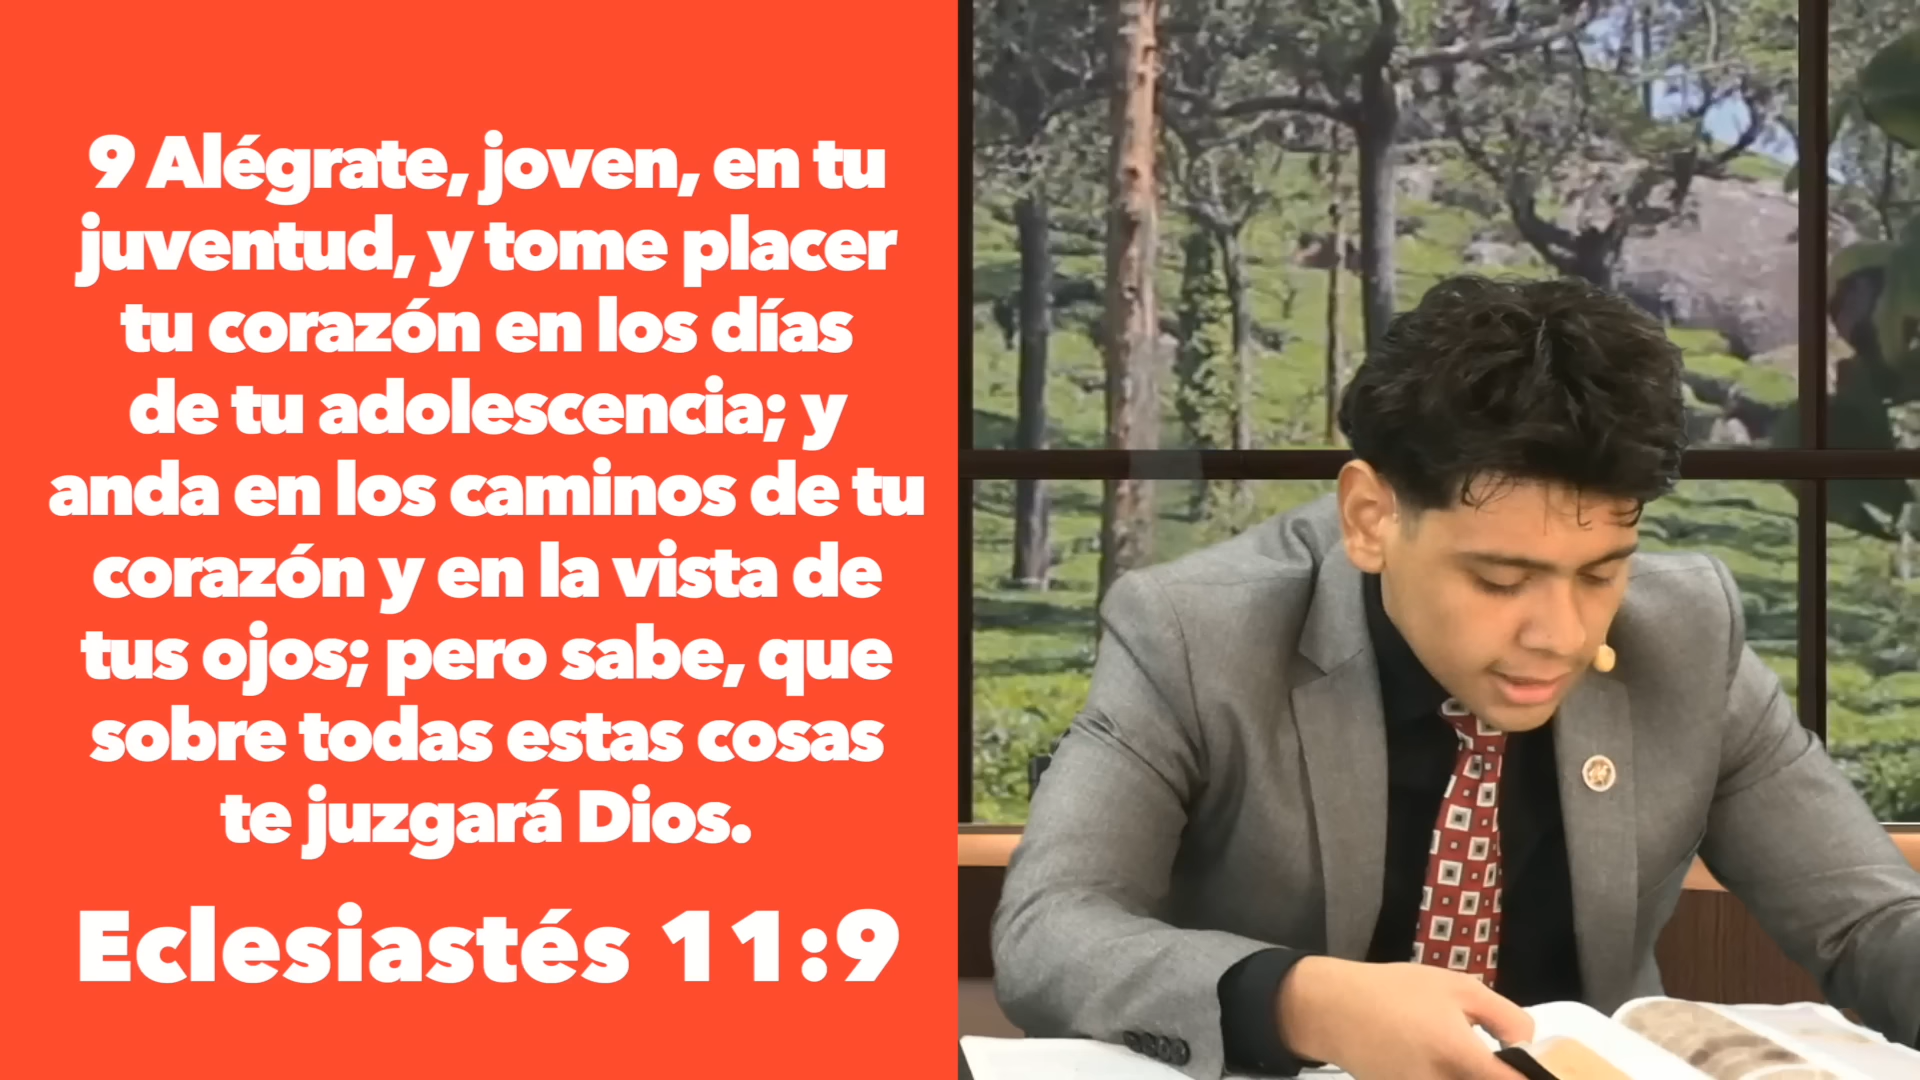 9 Alégrate, joven, en tu
juventud, y tome placer
tu corazón en los días
de tu adolescencia; y
anda en los caminos de tu
corazón y en la vista de
tus ojos; pero sabe, que
sobre todas estas cosas
te juzgará Dios.
Eclesiastés 11:9